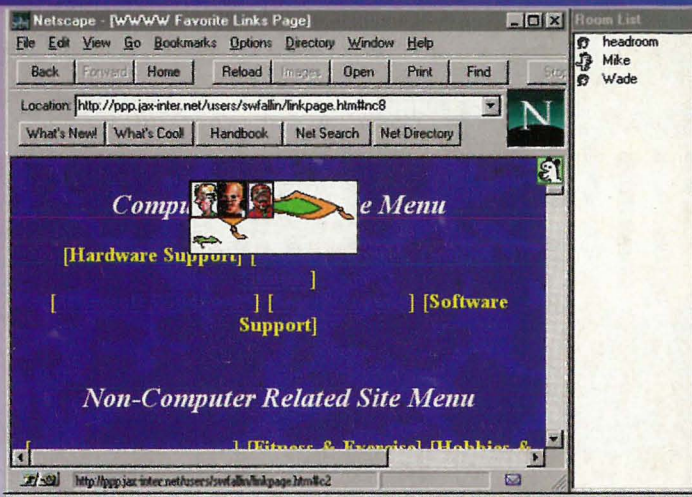 Netscape - [WWWW Favorite Links Page]
File Edit View Go Bookmarks Options Directory Window Help
Back Forward Home Reload Images Open Print Find Stop
Location: http://ppp.jax-inter.net/users/swfallin/linkpage.htm#nc8
N
What's New! What's Cool! Handbook Net Search Net Directory
Compu e Menu
[Hardware Support] [
]
[ ] [ ] [Software
Support]
Non-Computer Related Site Menu
[ ] [Fitness & Exercise] [Hobbies &
http://ppp.jax-inter.net/users/swfallin/linkpage.htm#c2
Room List
headroom
Mike
Wade